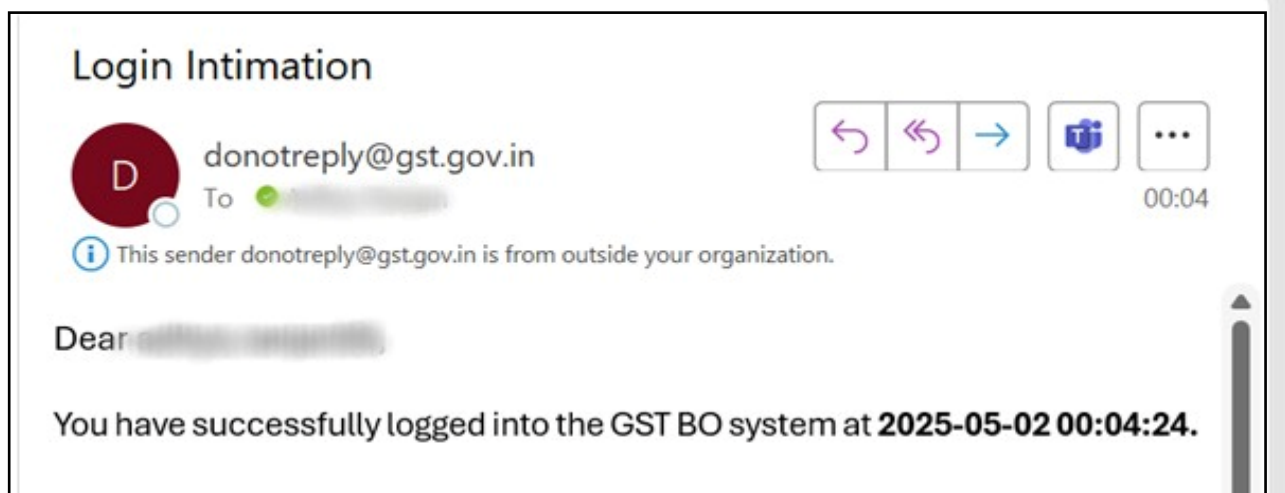 Login Intimation
D
donotreply@gst.gov.in
To
00:04
This sender donotreply@gst.gov.in is from outside your organization.
Dear
You have successfully logged into the GST BO system at 2025-05-02 00:04:24.